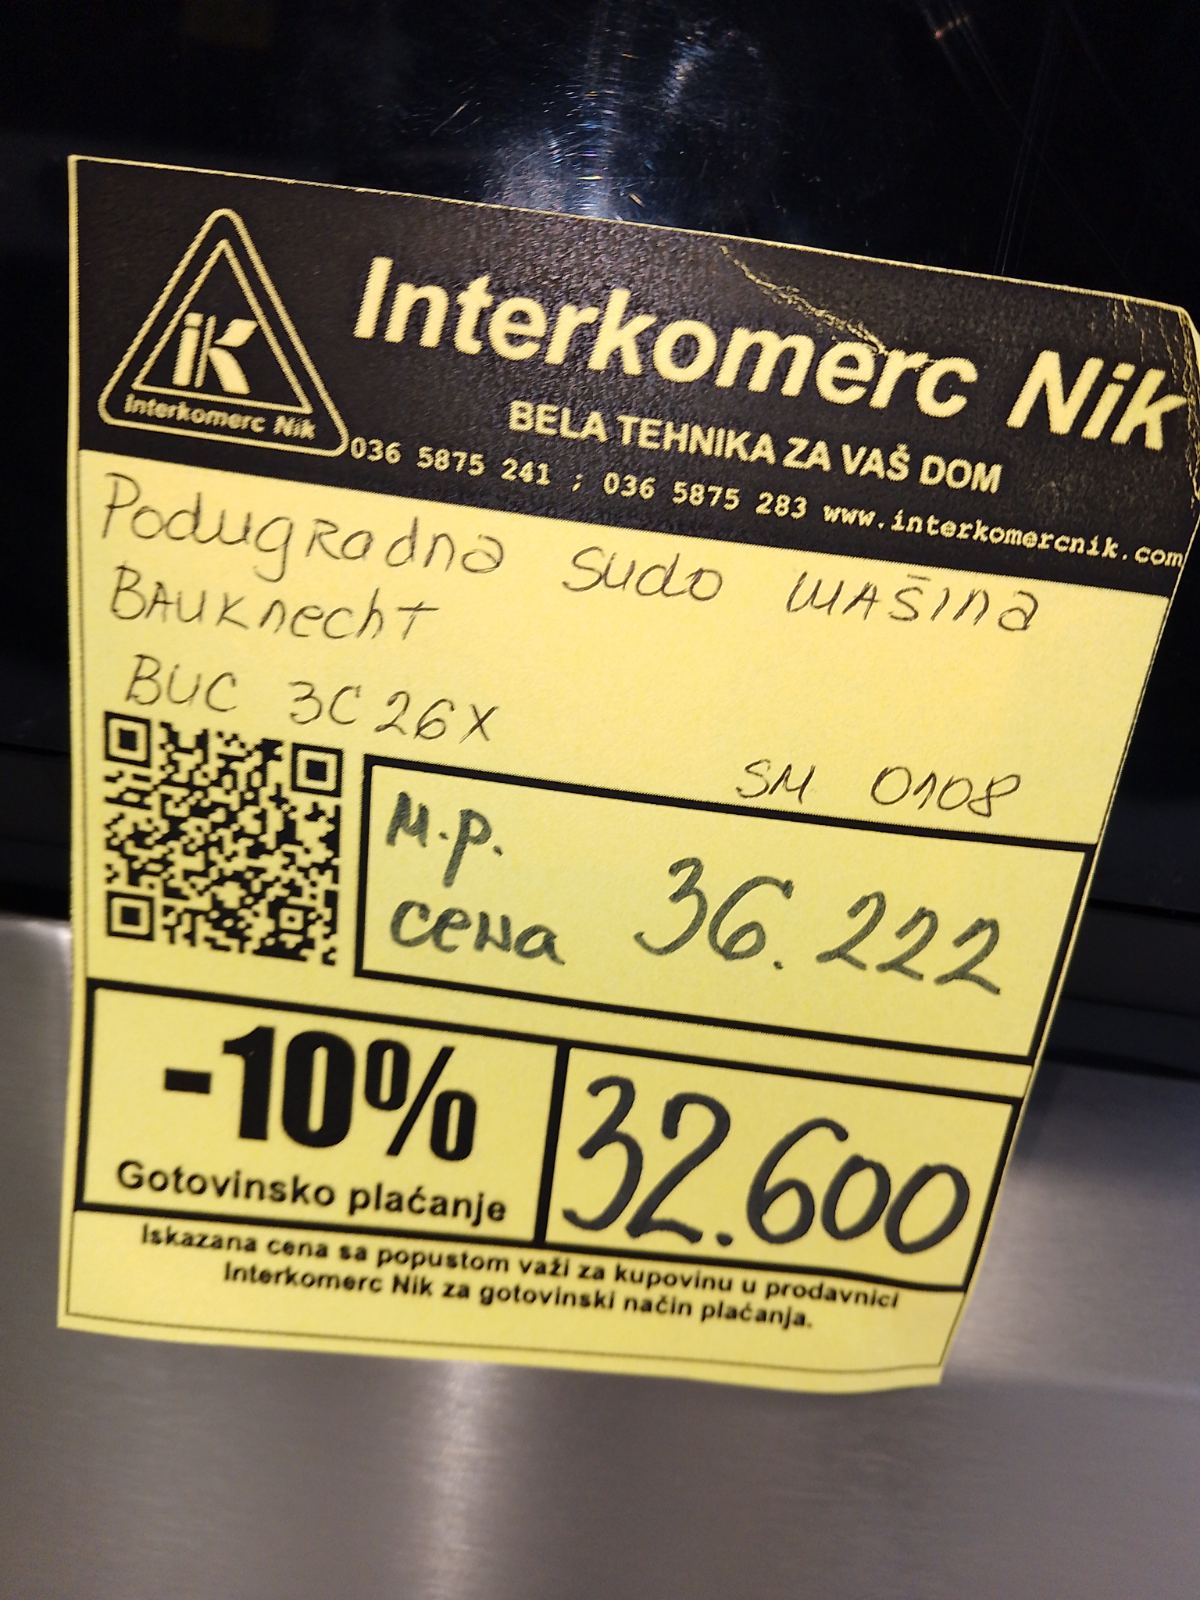 iK
Interkomerc Nik
Interkomerc Nik
BELA TEHNIKA ZA VAŠ DOM
036 5875 241 ; 036 5875 283 www.interkomercnik.com
Podugradna sudo mašina
BAUKnecht
BUC 3C26X
SM 0108
M.p.
cena 36.222
-10%
Gotovinsko plaćanje
32.600
Iskazana cena sa popustom važi za kupovinu u prodavnici
Interkomerc Nik za gotovinski način plaćanja.